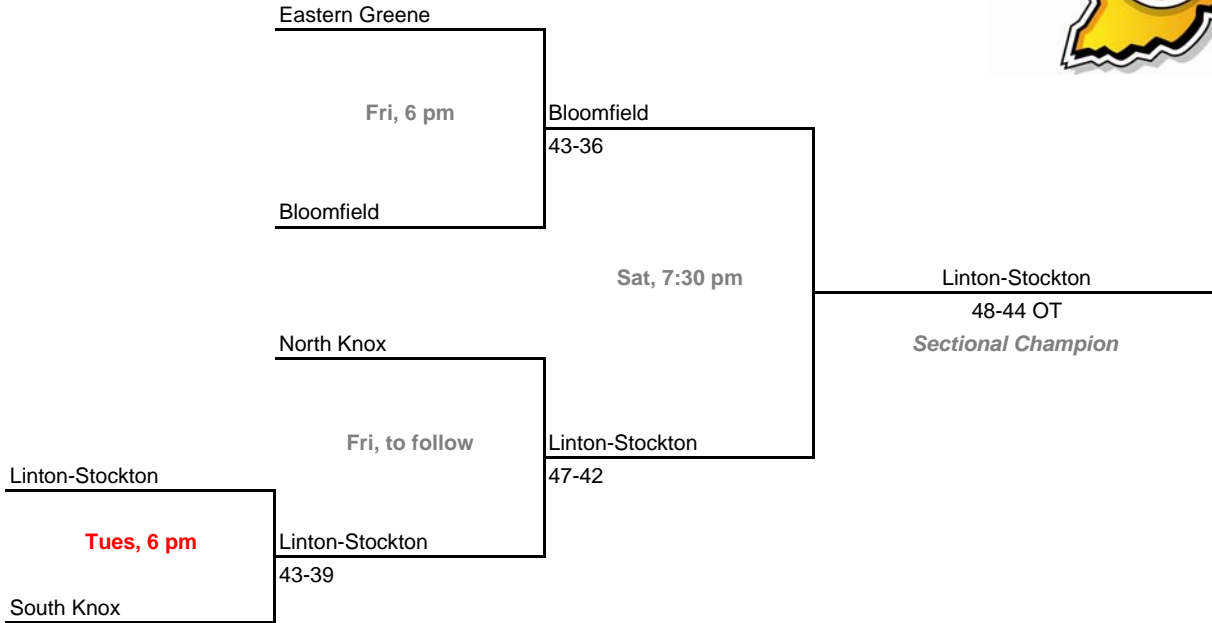 Eastern Greene
Fri, 6 pm
Bloomfield
43-36
Bloomfield
Sat, 7:30 pm
Linton-Stockton
48-44 OT
Sectional Champion
North Knox
Fri, to follow
Linton-Stockton
47-42
Linton-Stockton
Tues, 6 pm
Linton-Stockton
43-39
South Knox